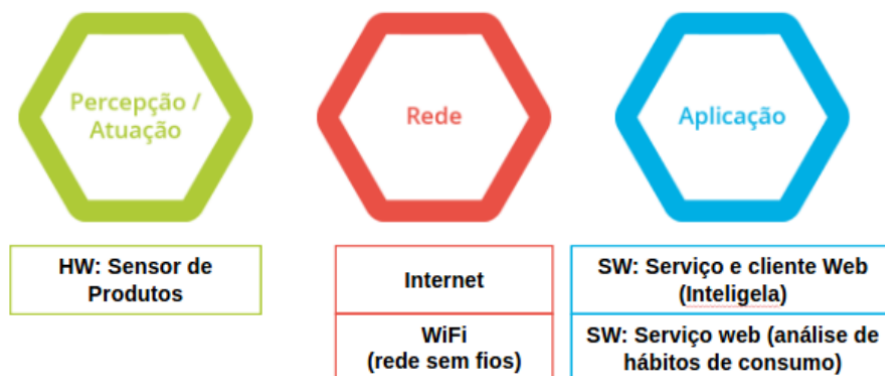 Percepção /
Atuação
Rede
Aplicação
HW: Sensor de
Produtos
Internet
WiFi
(rede sem fios)
SW: Serviço e cliente Web
(Inteligela)
SW: Serviço web (análise de
hábitos de consumo)